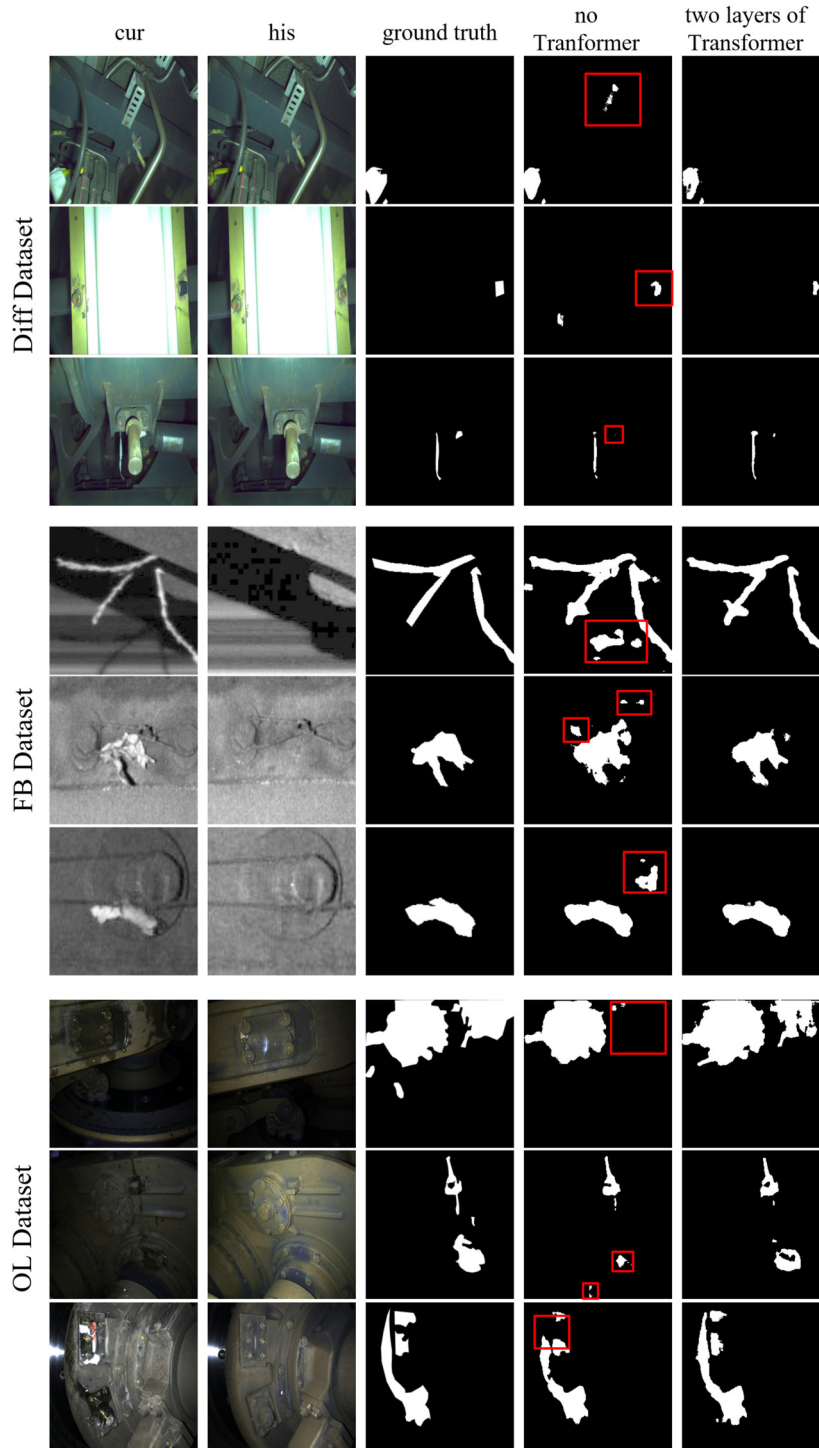 cur
his
ground truth
no
Tranformer
two layers of
Transformer
Diff Dataset
FB Dataset
OL Dataset